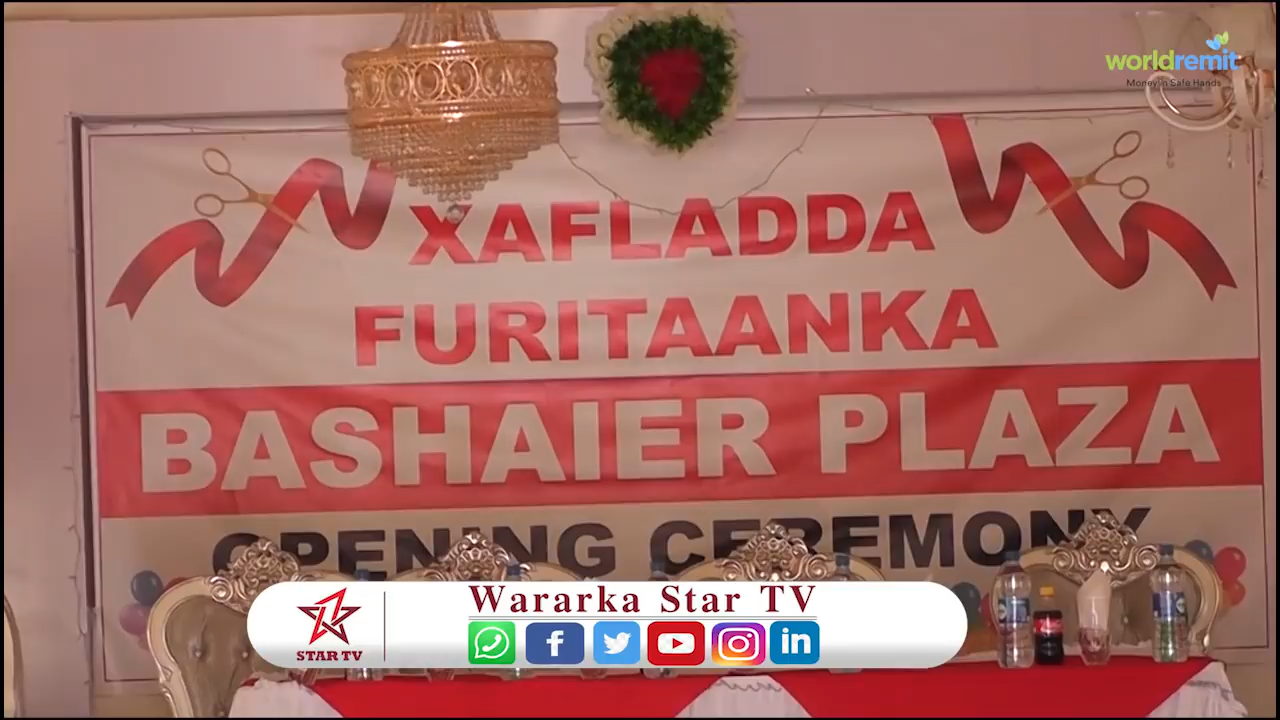 worldremit
Money in Safe Hands
XAFLADDA
FURITAANKA
BASHAIER PLAZA
OPENING CEREMONY
Wararka Star TV
STAR TV